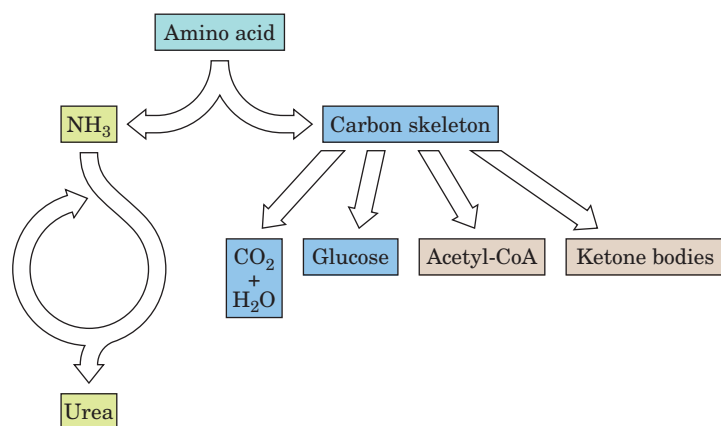 Amino acid
NH₃
Carbon skeleton
CO₂
+
H₂O
Glucose
Acetyl-CoA
Ketone bodies
Urea